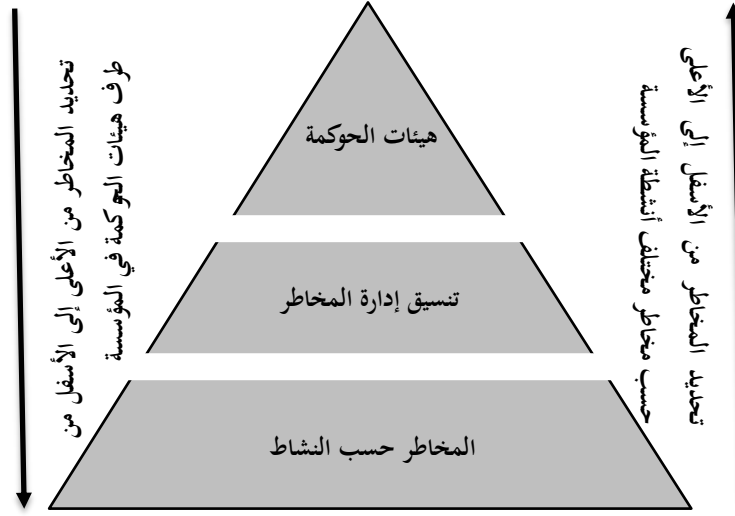 هيئات الحوكمة
تنسيق إدارة المخاطر
المخاطر حسب النشاط
تحديد المخاطر من الأسفل إلى الأعلى
حسب مخاطر مختلف أنشطة المؤسسة
تحديد المخاطر من الأعلى إلى الأسفل من
طرف هيئات الحوكمة في المؤسسة